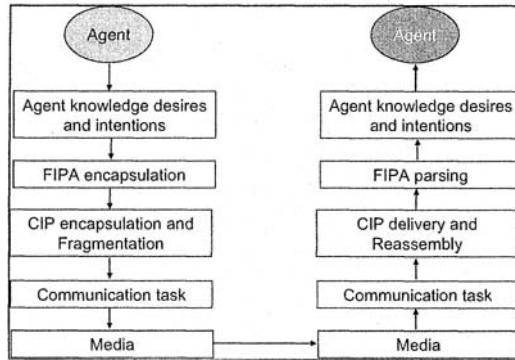 Agent
Agent knowledge desires
and intentions
FIPA encapsulation
CIP encapsulation and
Fragmentation
Communication task
Media
Agent
Agent knowledge desires
and intentions
FIPA parsing
CIP delivery and
Reassembly
Communication task
Media